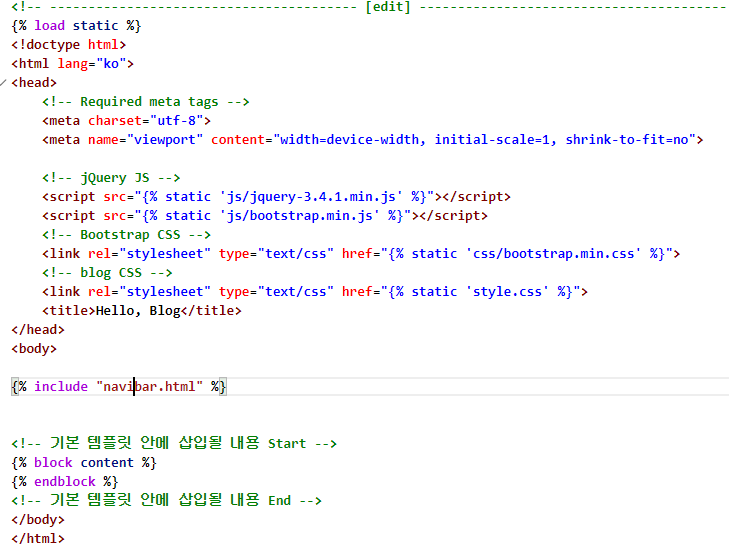 <!-- ------------------------------------- [edit] -------------------------------------
{% load static %}
<!doctype html>
<html lang="ko">
<head>
    <!-- Required meta tags -->
    <meta charset="utf-8">
    <meta name="viewport" content="width=device-width, initial-scale=1, shrink-to-fit=no">
    <!-- jQuery JS -->
    <script src="{% static 'js/jquery-3.4.1.min.js' %}"></script>
    <script src="{% static 'js/bootstrap.min.js' %}"></script>
    <!-- Bootstrap CSS -->
    <link rel="stylesheet" type="text/css" href="{% static 'css/bootstrap.min.css' %}">
    <!-- blog CSS -->
    <link rel="stylesheet" type="text/css" href="{% static 'style.css' %}">
    <title>Hello, Blog</title>
</head>
<body>
{% include "navibar.html" %}
<!-- 기본 템플릿 안에 삽입될 내용 Start -->
{% block content %}
{% endblock %}
<!-- 기본 템플릿 안에 삽입될 내용 End -->
</body>
</html>